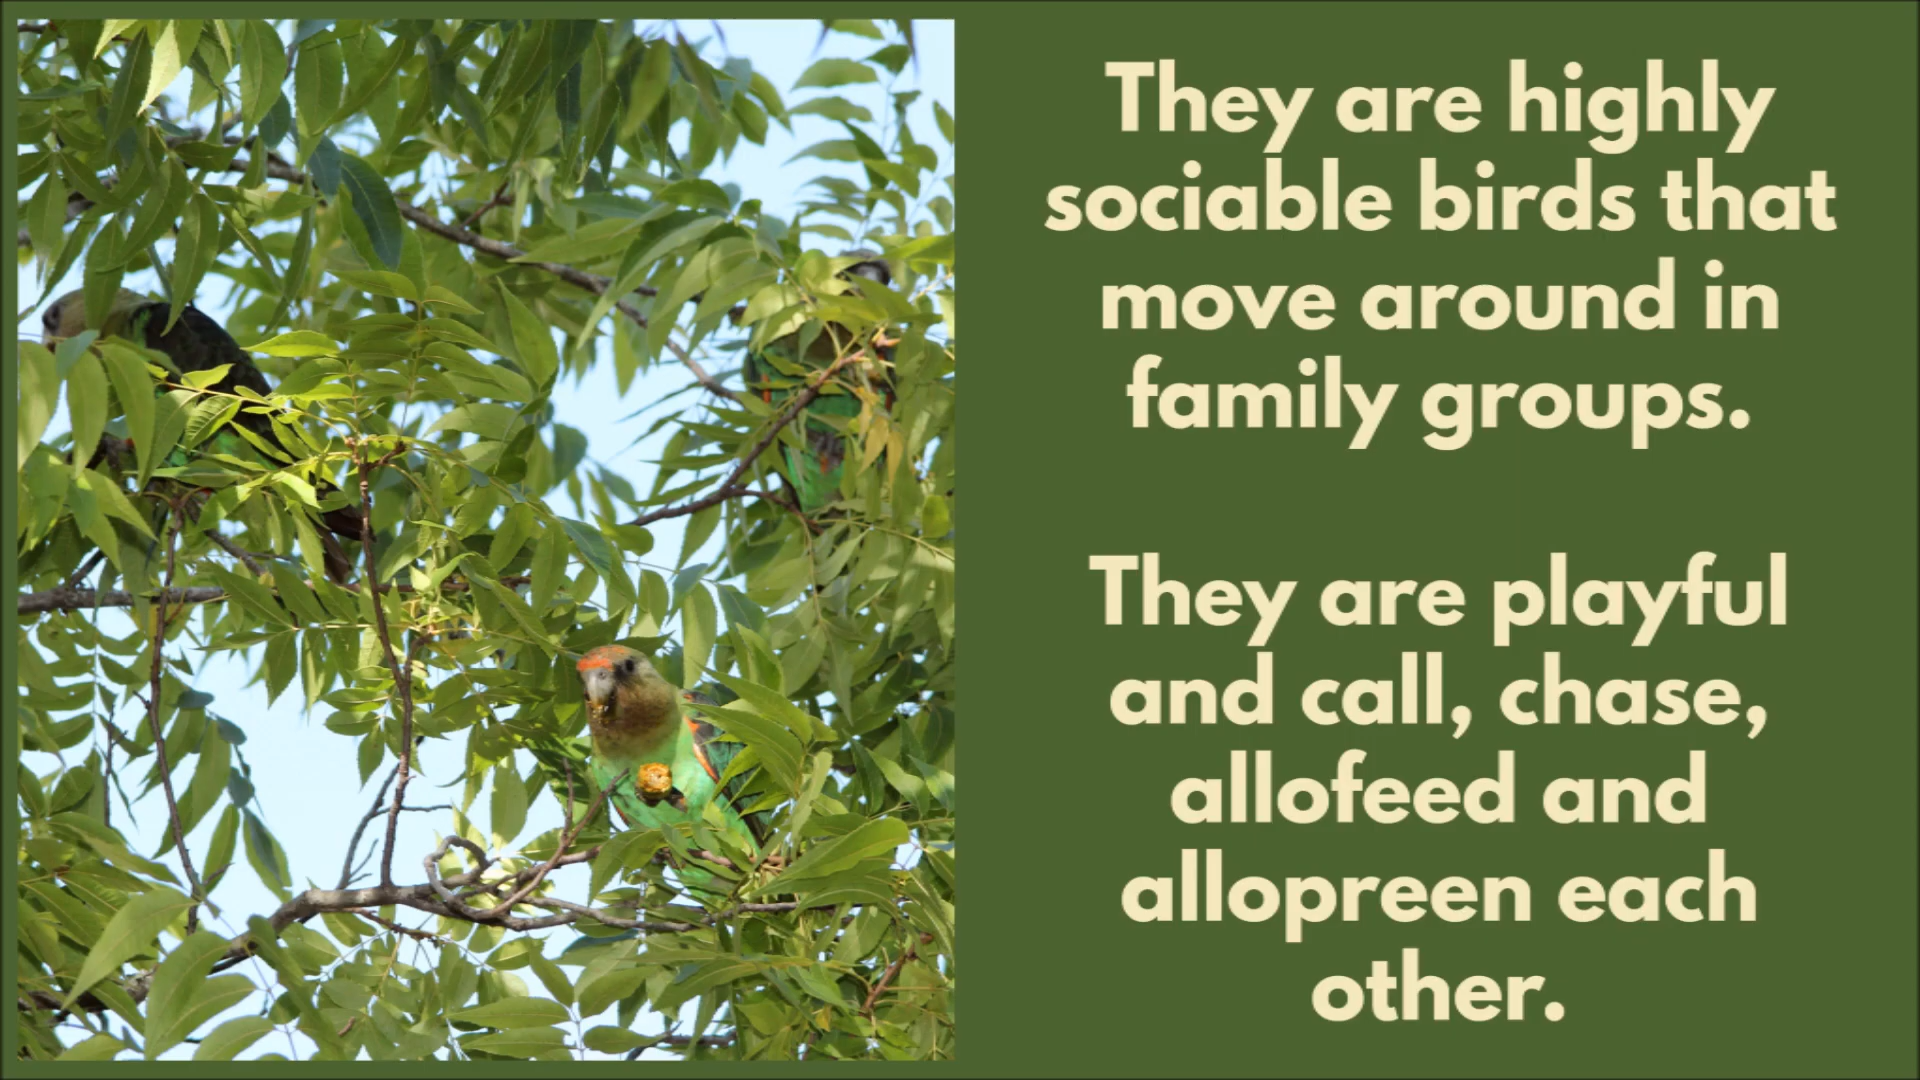 They are highly
sociable birds that
move around in
family groups.
They are playful
and call, chase,
allofeed and
allopreen each
other.